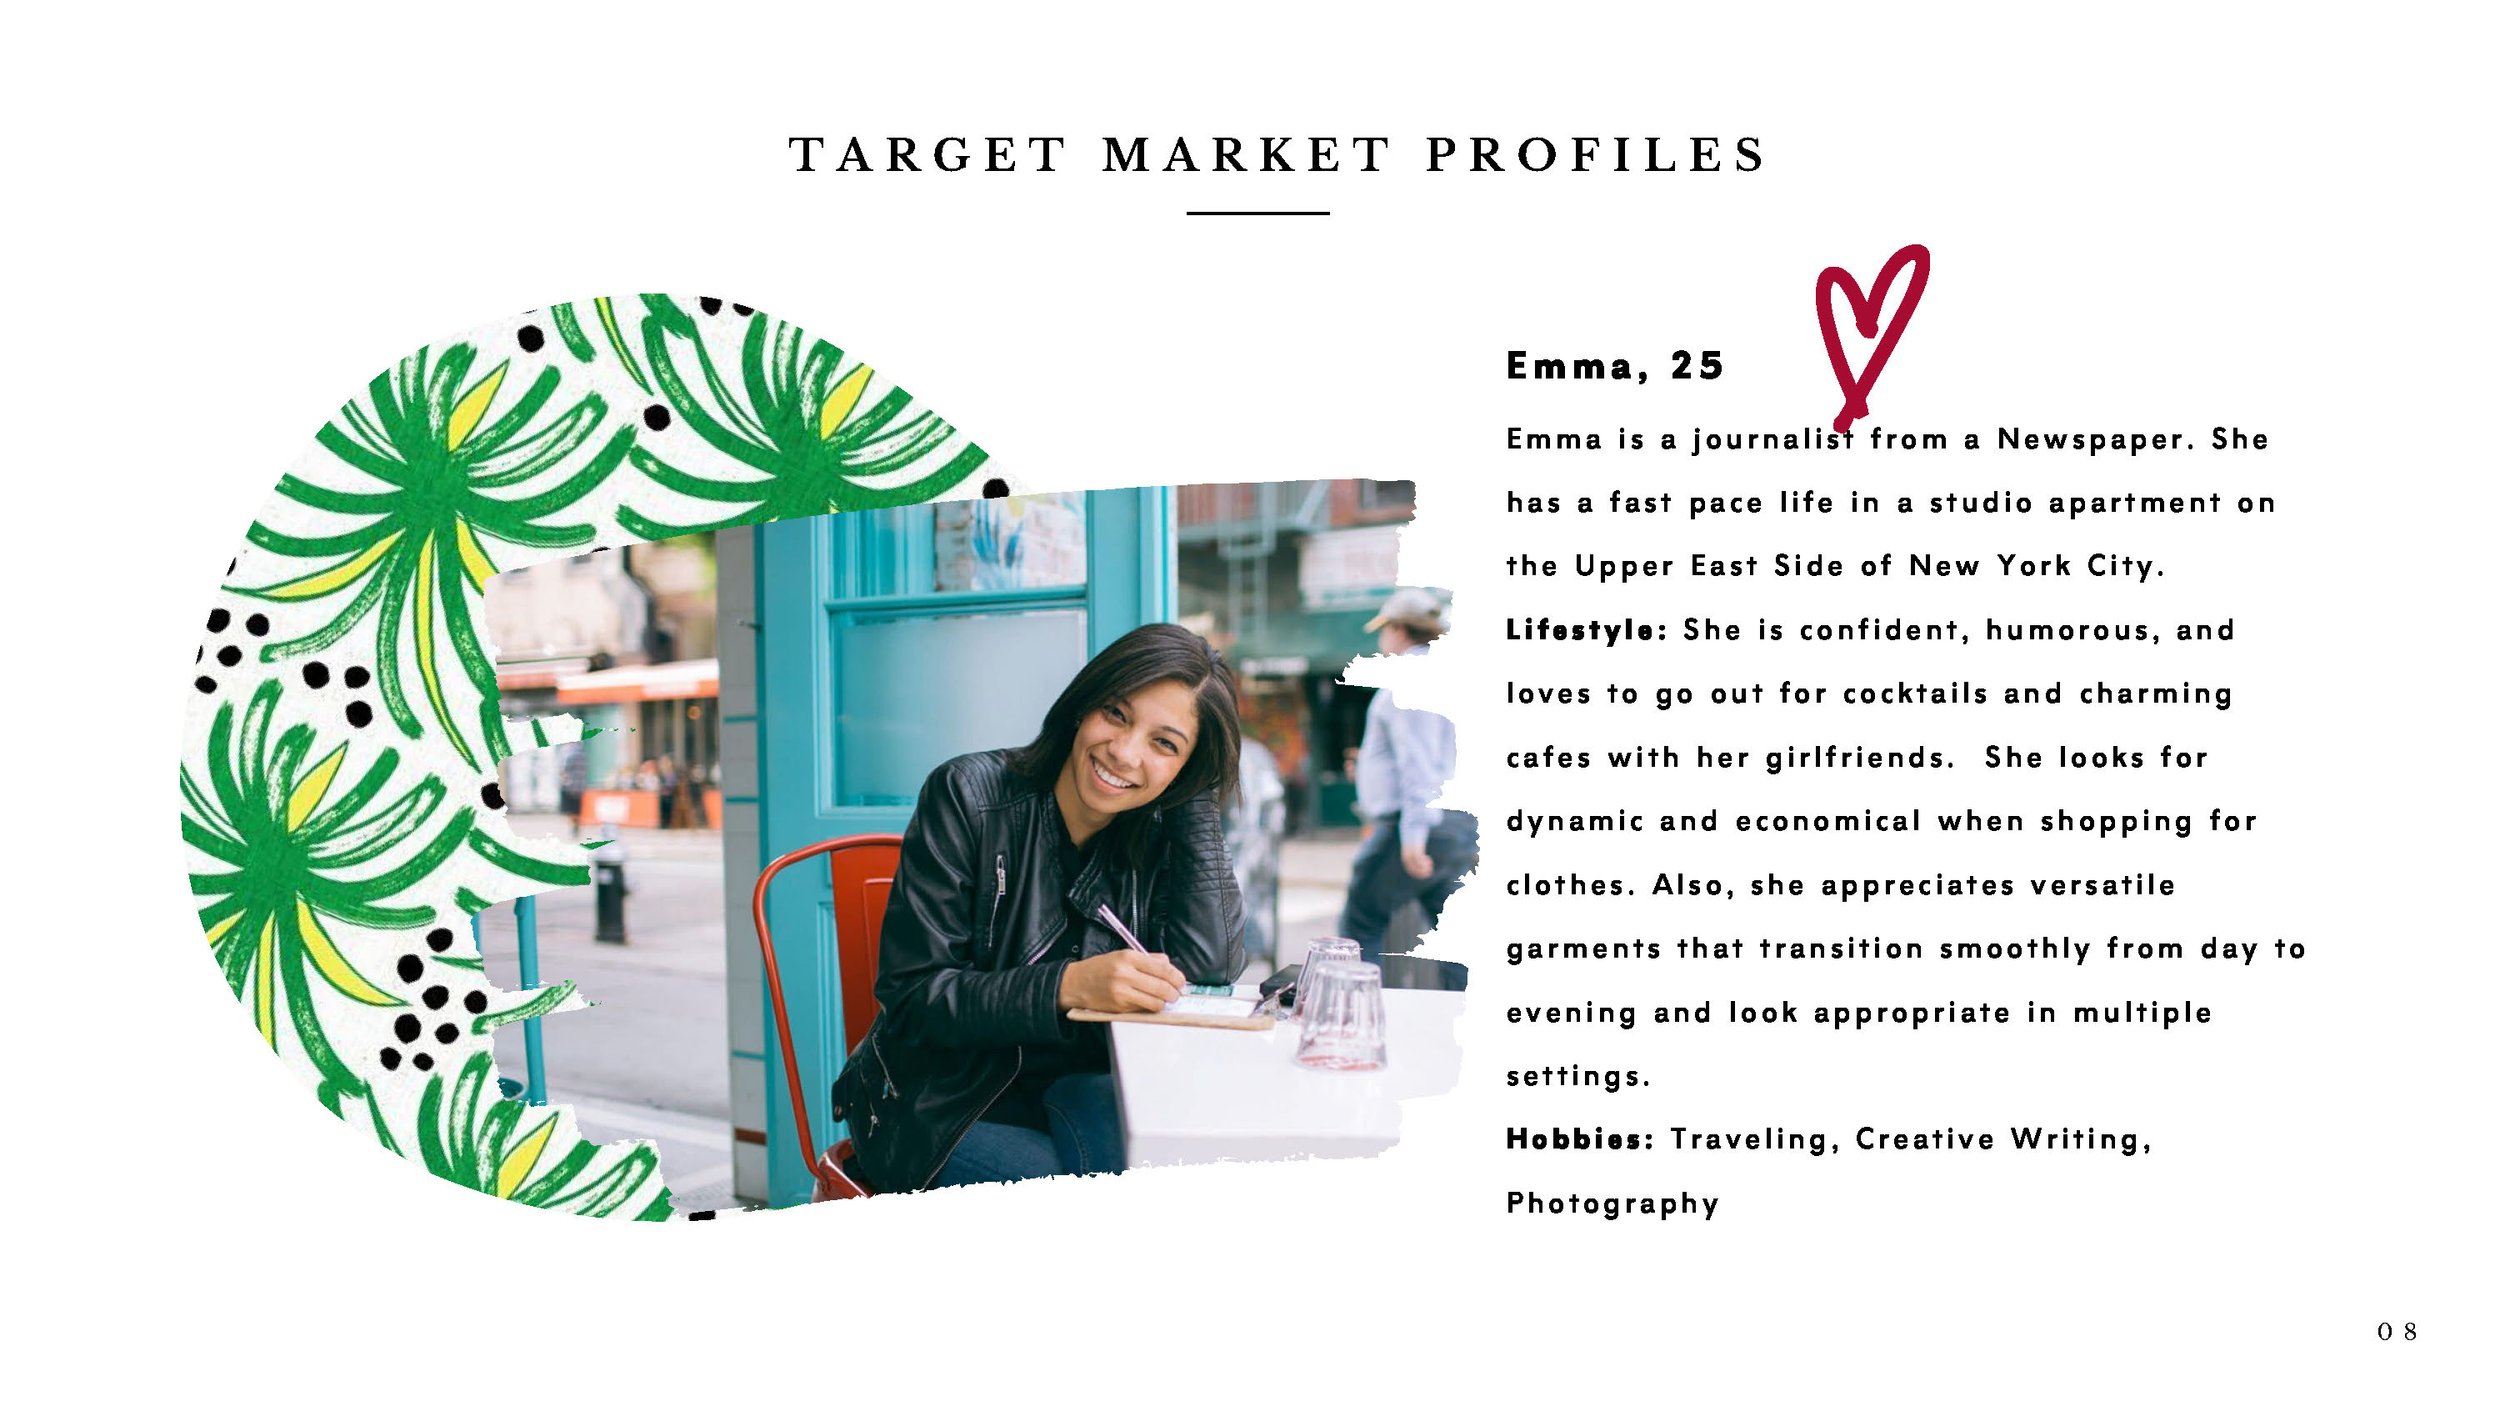 TARGET MARKET PROFILES
Emma, 25
Emma is a journalist from a Newspaper. She
has a fast pace life in a studio apartment on
the Upper East Side of New York City.
Lifestyle: She is confident, humorous, and
loves to go out for cocktails and charming
cafes with her girlfriends.  She looks for
dynamic and economical when shopping for
clothes. Also, she appreciates versatile
garments that transition smoothly from day to
evening and look appropriate in multiple
settings.
Hobbies: Traveling, Creative Writing,
Photography
08